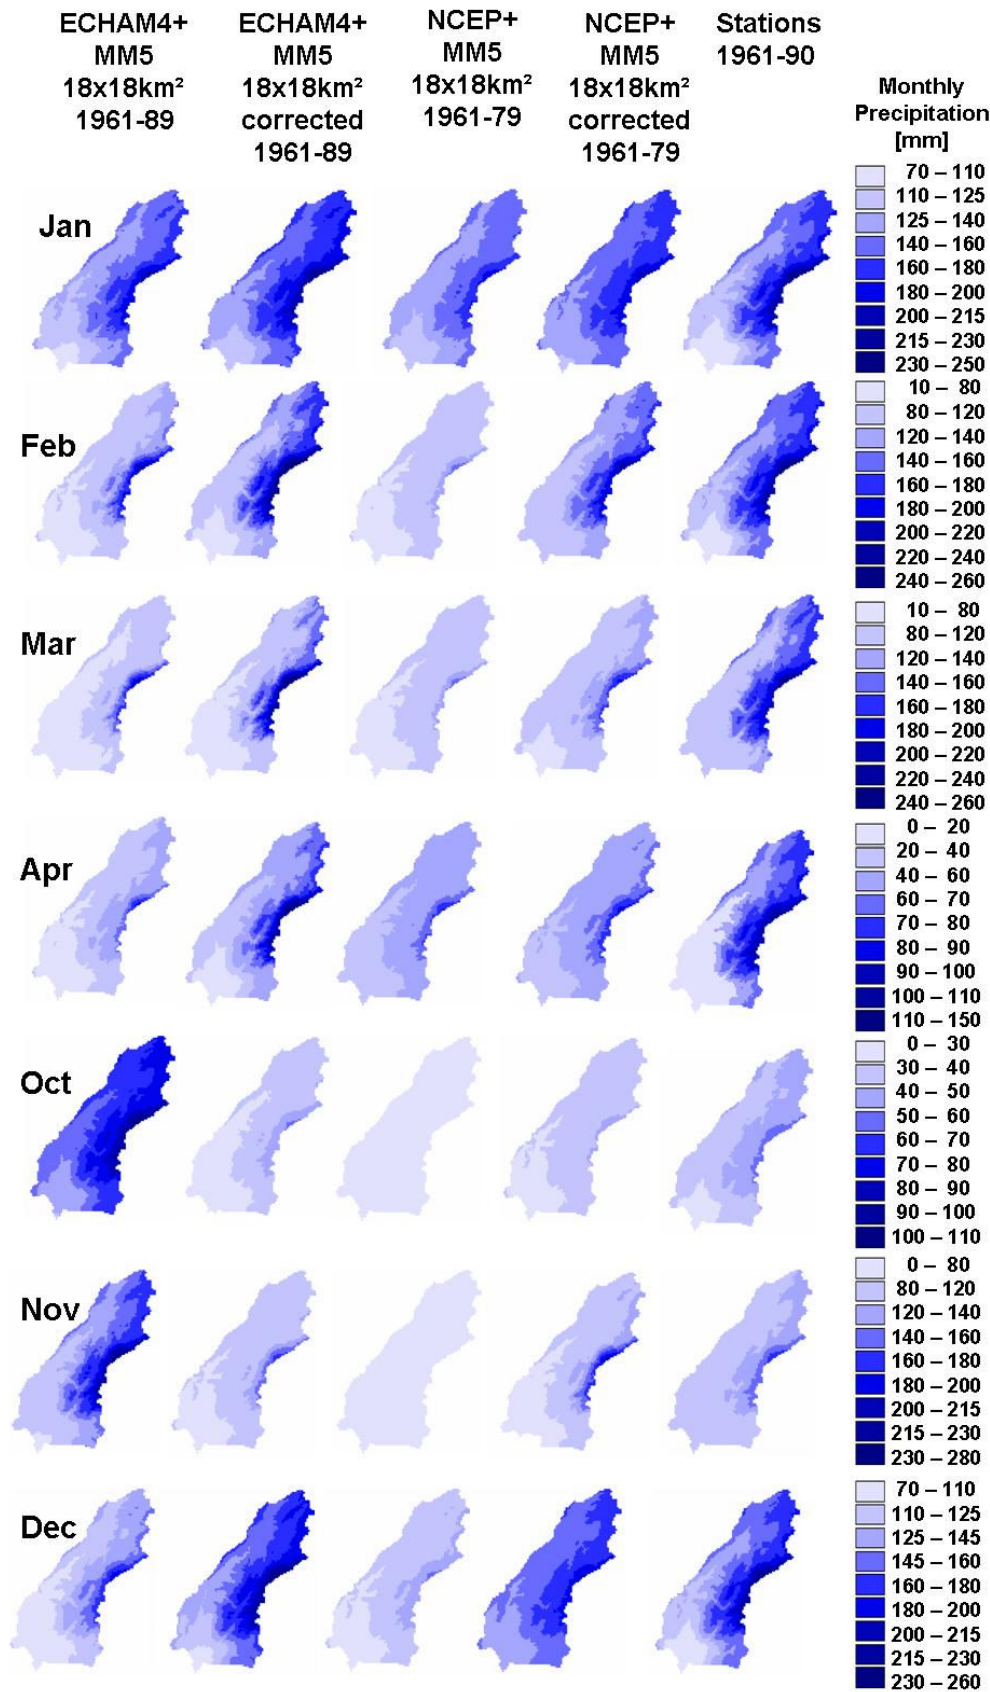 ECHAM4+
MM5
18x18km²
1961-89
ECHAM4+
MM5
18x18km²
corrected
1961-89
NCEP+
MM5
18x18km²
1961-79
NCEP+
MM5
18x18km²
corrected
1961-79
Stations
1961-90
Monthly
Precipitation
[mm]
Jan
70 – 110
110 – 125
125 – 140
140 – 160
160 – 180
180 – 200
200 – 215
215 – 230
230 – 250
Feb
10 – 80
80 – 120
120 – 140
140 – 160
160 – 180
180 – 200
200 – 220
220 – 240
240 – 260
Mar
10 – 80
80 – 120
120 – 140
140 – 160
160 – 180
180 – 200
200 – 220
220 – 240
240 – 260
Apr
0 – 20
20 – 40
40 – 60
60 – 70
70 – 80
80 – 90
90 – 100
100 – 110
110 – 150
Oct
0 – 30
30 – 40
40 – 50
50 – 60
60 – 70
70 – 80
80 – 90
90 – 100
100 – 110
Nov
0 – 80
80 – 120
120 – 140
140 – 160
160 – 180
180 – 200
200 – 215
215 – 230
230 – 280
Dec
70 – 110
110 – 125
125 – 145
145 – 160
160 – 180
180 – 200
200 – 215
215 – 230
230 – 260